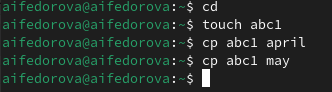 aifedorova@aifedorova:~$ cd
aifedorova@aifedorova:~$ touch abc1
aifedorova@aifedorova:~$ cp abc1 april
aifedorova@aifedorova:~$ cp abc1 may
aifedorova@aifedorova:~$